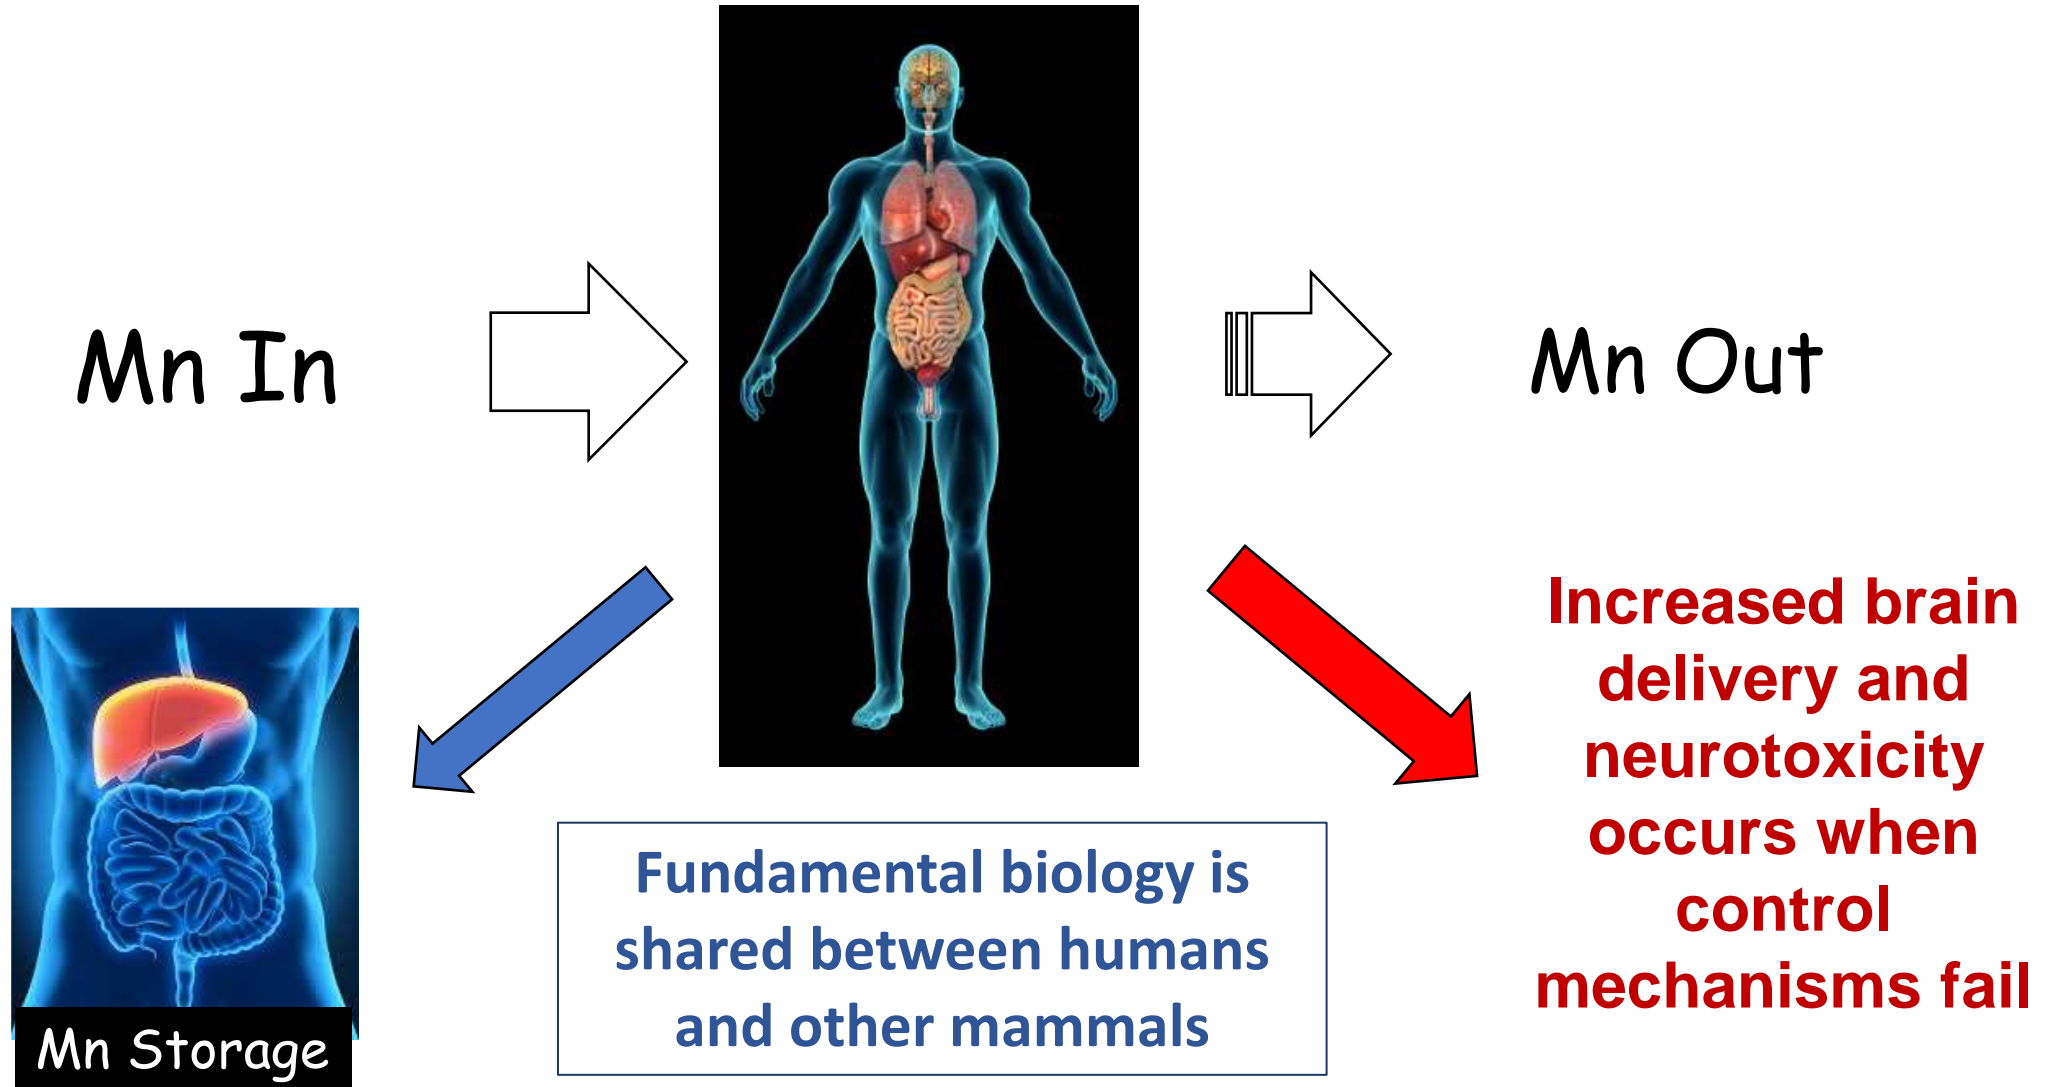 Mn In
Mn Out
Mn Storage
Fundamental biology is
shared between humans
and other mammals
Increased brain
delivery and
neurotoxicity
occurs when
control
mechanisms fail